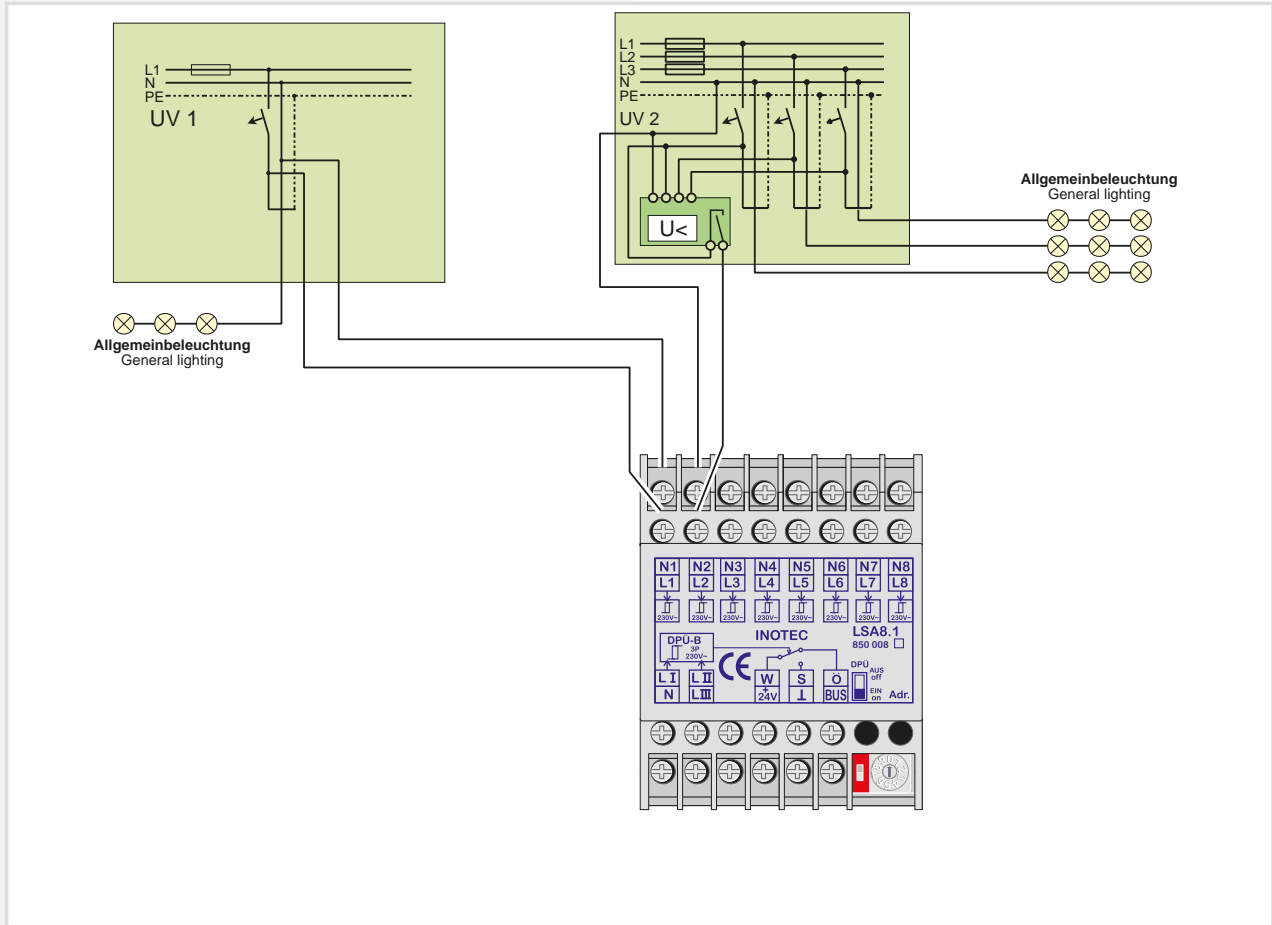 L1
N
PE
UV 1
L1
L2
L3
N
PE
UV 2
U<
Allgemeinbeleuchtung
General lighting
Allgemeinbeleuchtung
General lighting
N1 N2 N3 N4 N5 N6 N7 N8
L1 L2 L3 L4 L5 L6 L7 L8
230V~ 230V~ 230V~ 230V~ 230V~ 230V~ 230V~ 230V~
INOTEC
LSA8.1
850 008
DPÜ-B
3P
230V~
CE
DPÜ
AUS
off
EIN
on
Adr.
L I L II W S Ö
N L III + 24V ⊥ BUS